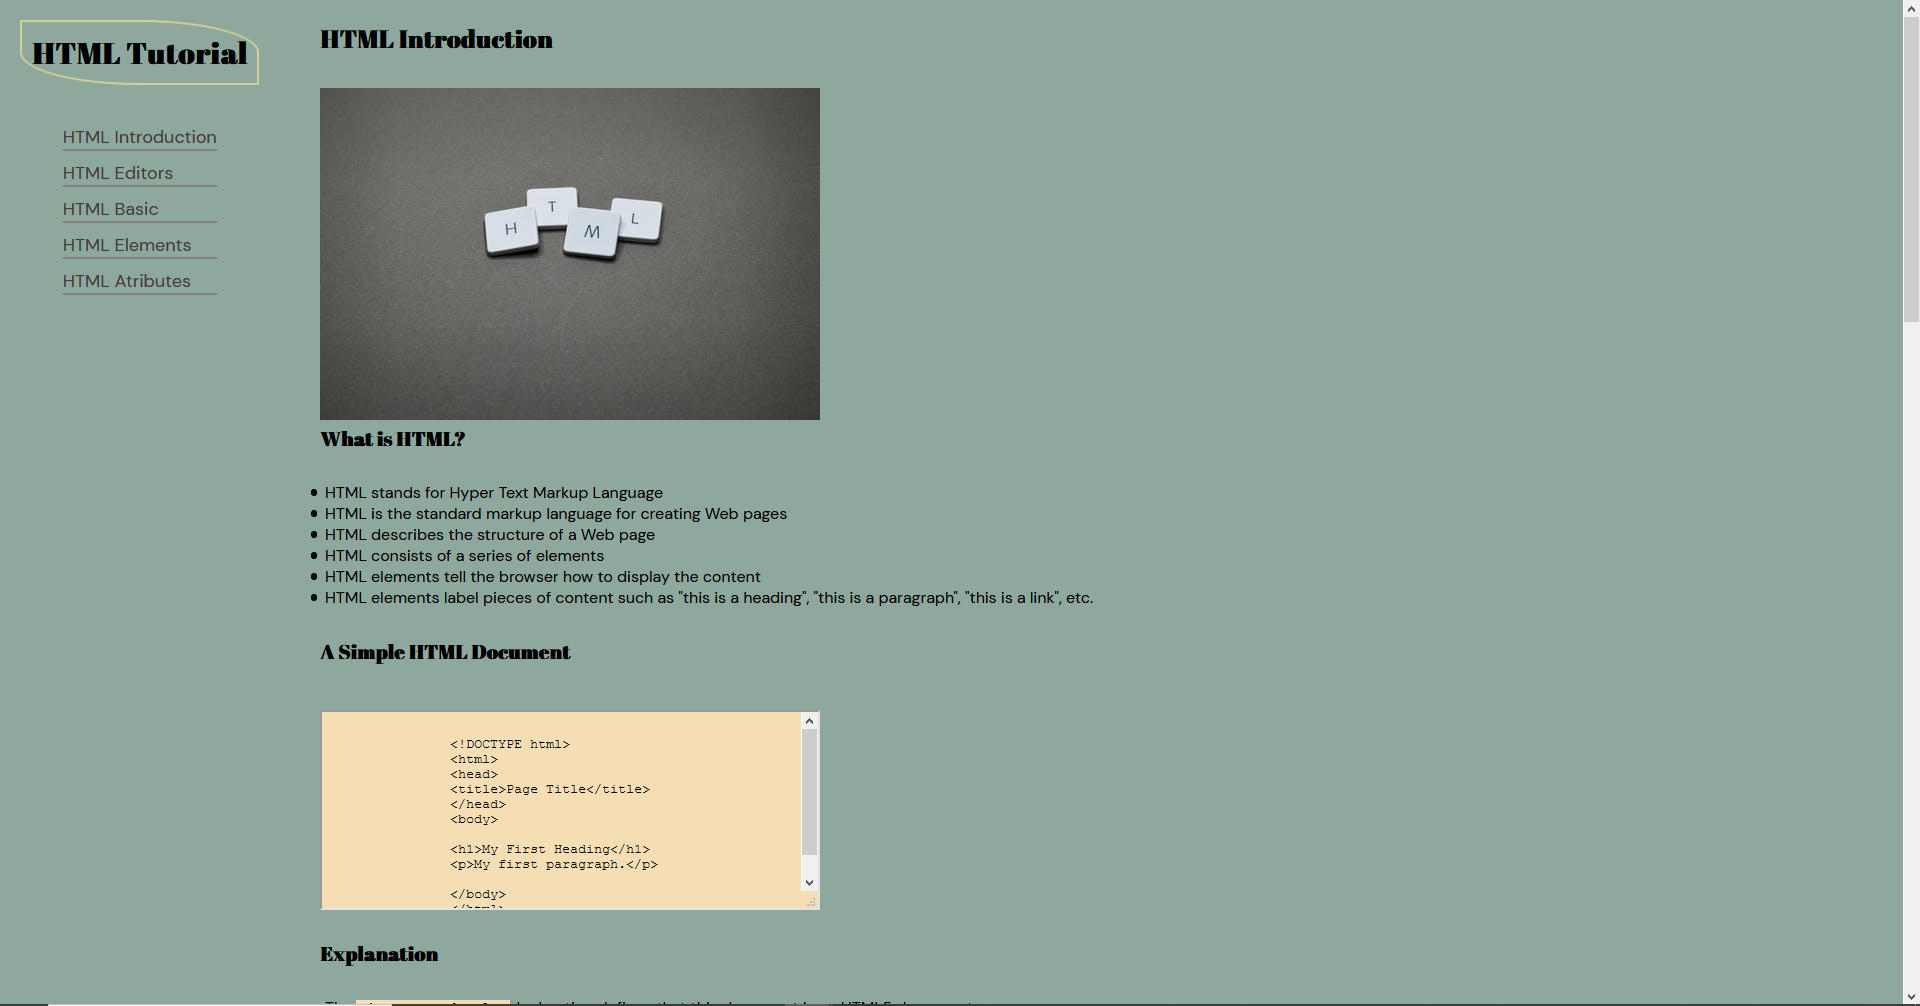 HTML Tutorial
HTML Introduction
HTML Editors
HTML Basic
HTML Elements
HTML Atributes
HTML Introduction
H T M L
What is HTML?
HTML stands for Hyper Text Markup Language
HTML is the standard markup language for creating Web pages
HTML describes the structure of a Web page
HTML consists of a series of elements
HTML elements tell the browser how to display the content
HTML elements label pieces of content such as "this is a heading", "this is a paragraph", "this is a link", etc.
A Simple HTML Document
<!DOCTYPE html>
<html>
<head>
<title>Page Title</title>
</head>
<body>
<h1>My First Heading</h1>
<p>My first paragraph.</p>
</body>
Explanation